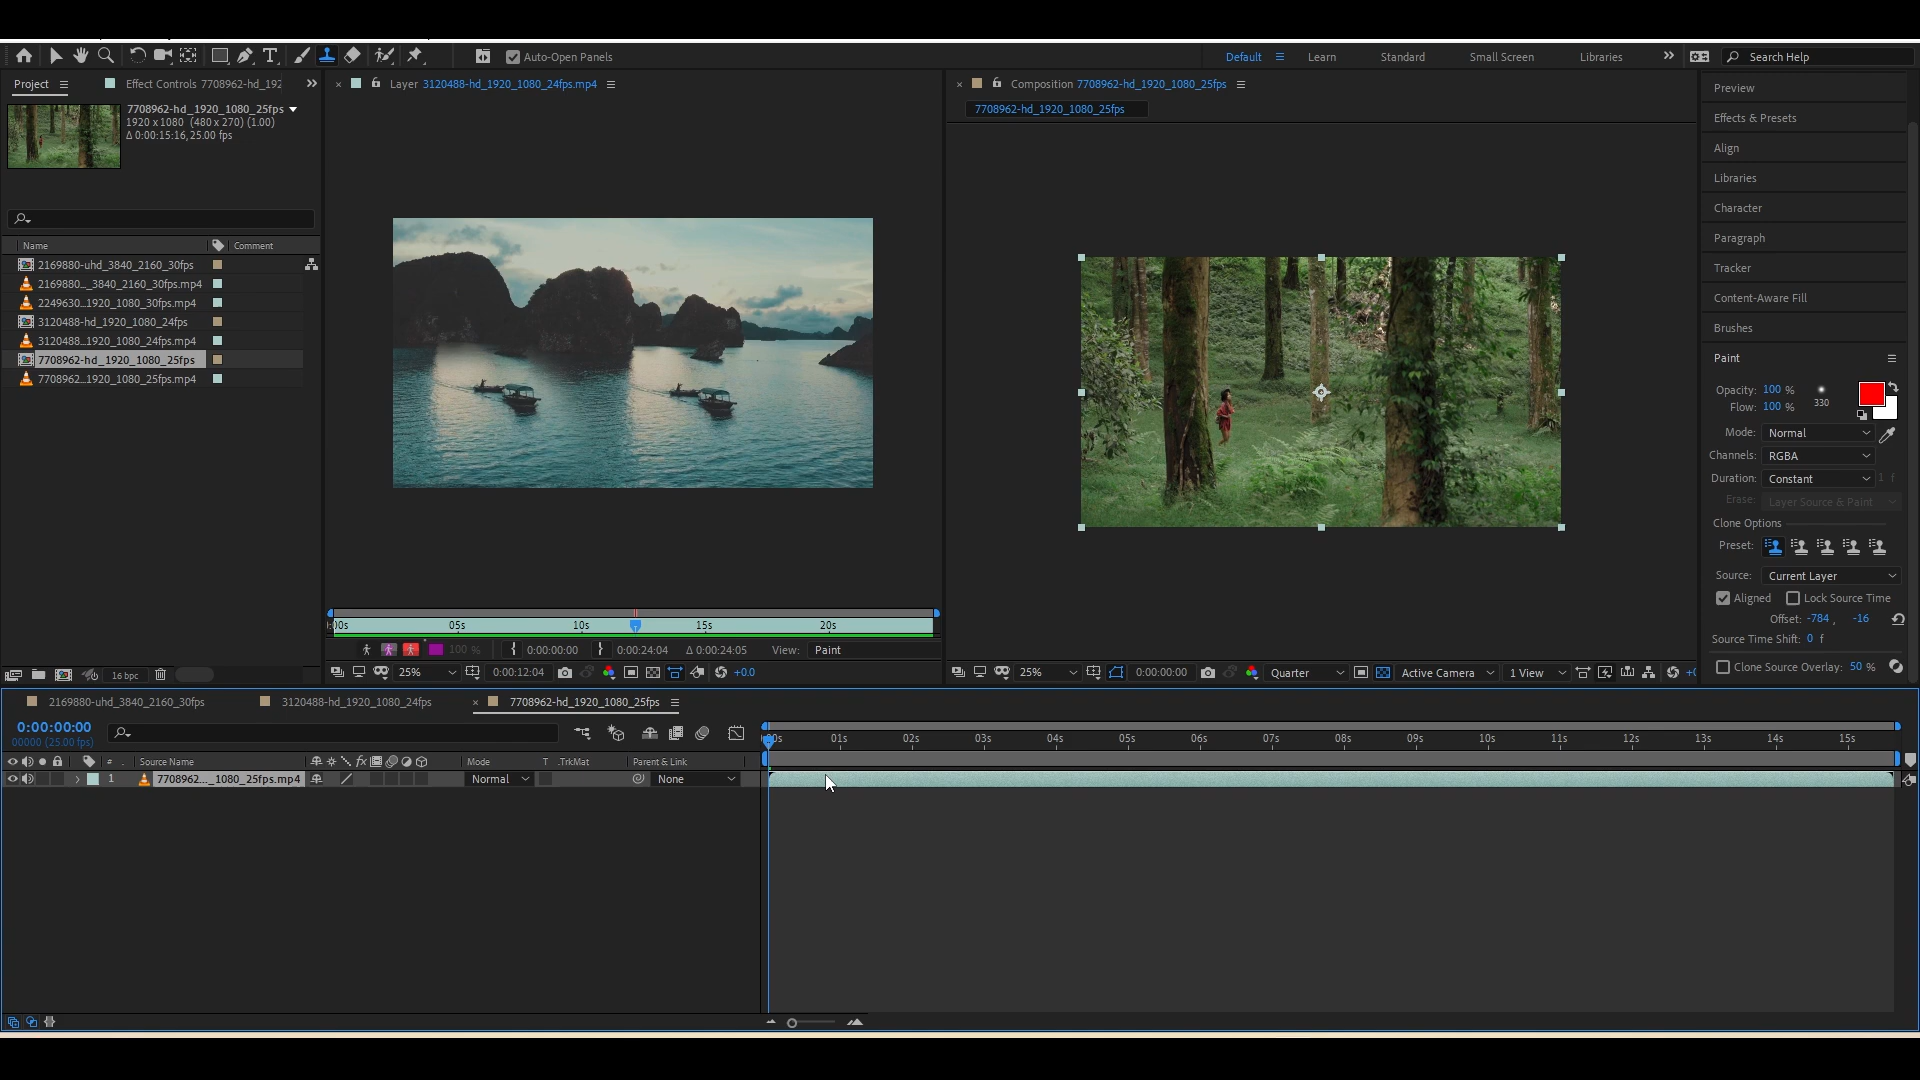 Auto-Open Panels
Default
Learn
Standard
Small Screen
Libraries
Search Help
Project
Effect Controls 7708962-hd_192
Layer 3120488-hd_1920_1080_24fps.mp4
Composition 7708962-hd_1920_1080_25fps
7708962-hd_1920_1080_25fps
7708962-hd_1920_1080_25fps
1920 x 1080 (480 x 270) (1.00)
Δ 0:00:15:16, 25.00 fps
Name
Comment
2169880-uhd_3840_2160_30fps
2169880..._3840_2160_30fps.mp4
2249630...1920_1080_30fps.mp4
3120488-hd_1920_1080_24fps
3120488...1920_1080_24fps.mp4
7708962-hd_1920_1080_25fps
7708962...1920_1080_25fps.mp4
16 bpc
05s
10s
15s
20s
100 %
0:00:00:00
0:00:24:04
Δ 0:00:24:05
View: Paint
25%
0:00:12:04
+0.0
25%
0:00:00:00
Quarter
Active Camera
1 View
Preview
Effects & Presets
Align
Libraries
Character
Paragraph
Tracker
Content-Aware Fill
Brushes
Paint
Opacity: 100 %
Flow: 100 %
330
Mode: Normal
Channels: RGBA
Duration: Constant
1 f
Erase: Layer Source & Paint
Clone Options
Preset:
Source: Current Layer
Aligned
Lock Source Time
Offset: -784 , -16
Source Time Shift: 0 f
Clone Source Overlay: 50 %
2169880-uhd_3840_2160_30fps
3120488-hd_1920_1080_24fps
7708962-hd_1920_1080_25fps
0:00:00:00
00000 (25.00 fps)
01s
02s
03s
04s
05s
06s
07s
08s
09s
10s
11s
12s
13s
14s
15s
# . Source Name
Mode
T .TrkMat
Parent & Link
1 7708962..._1080_25fps.mp4
Normal
None